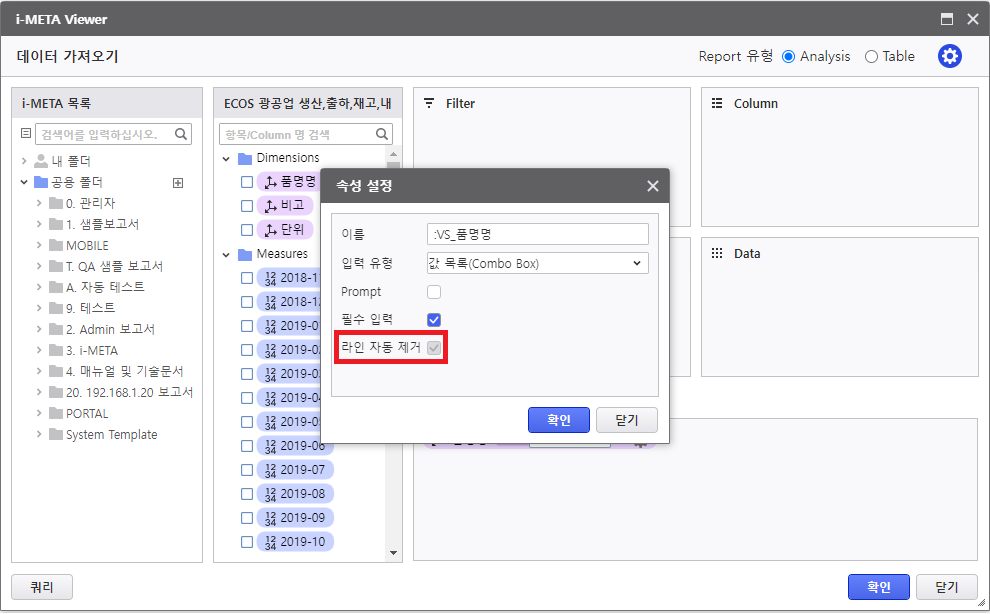 i-META Viewer
데이터 가져오기
Report 유형 Analysis Table
i-META 목록
검색어를 입력하십시오.
내 폴더
공용 폴더
0. 관리자
1. 샘플보고서
MOBILE
T. QA 샘플 보고서
A. 자동 테스트
9. 테스트
2. Admin 보고서
3. i-META
4. 매뉴얼 및 기술문서
20. 192.168.1.20 보고서
PORTAL
System Template
ECOS 광공업 생산,출하,재고,내
항목/Column 명 검색
Dimensions
품명명
비고
단위
Measures
2018-1
2018-1
2019-0
2019-0
2019-0
2019-0
2019-0
2019-06
2019-07
2019-08
2019-09
2019-10
Filter
Column
Data
속성 설정
이름 :VS_품명명
입력 유형 값 목록(Combo Box)
Prompt
필수 입력
라인 자동 제거
확인 닫기
쿼리
확인 닫기